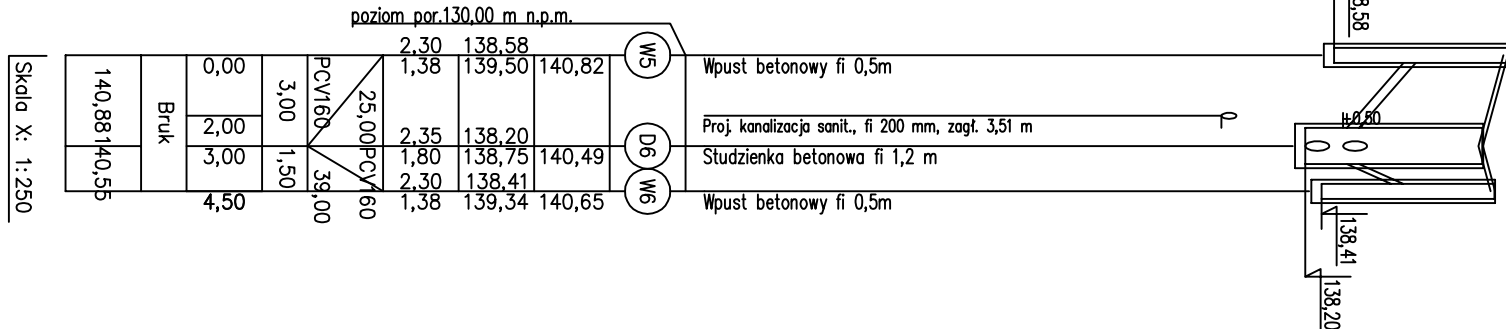 poziom por.130,00 m n.p.m.
8,58
2,30 138,58
W5
0,00 1,38 139,50 140,82 Wpust betonowy fi 0,5m
PCV160
3,00
25,00
PCV160
39,00
1,50
140,88
140,55
Bruk
Skala X: 1:250
2,00
Proj. kanalizacja sanit., fi 200 mm, zagł. 3,51 m
+0,50
2,35 138,20
D6
3,00 1,80 138,75 140,49 Studzienka betonowa fi 1,2 m
2,30 138,41
W6
4,50 1,38 139,34 140,65 Wpust betonowy fi 0,5m
138,41
138,20